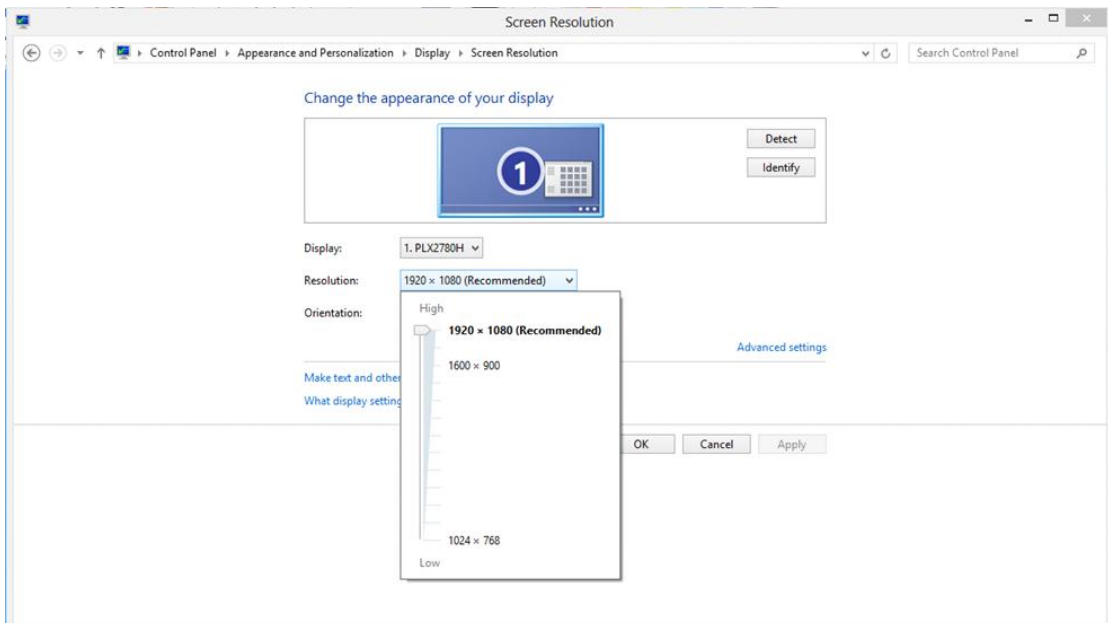 Screen Resolution
Control Panel Appearance and Personalization Display Screen Resolution
Search Control Panel
Change the appearance of your display
1
Detect
Identify
Display: 1. PLX2780H
Resolution: 1920 × 1080 (Recommended)
Orientation:
High
1920 × 1080 (Recommended)
1600 × 900
1024 × 768
Low
Advanced settings
Make text and other
What display setting
OK Cancel Apply